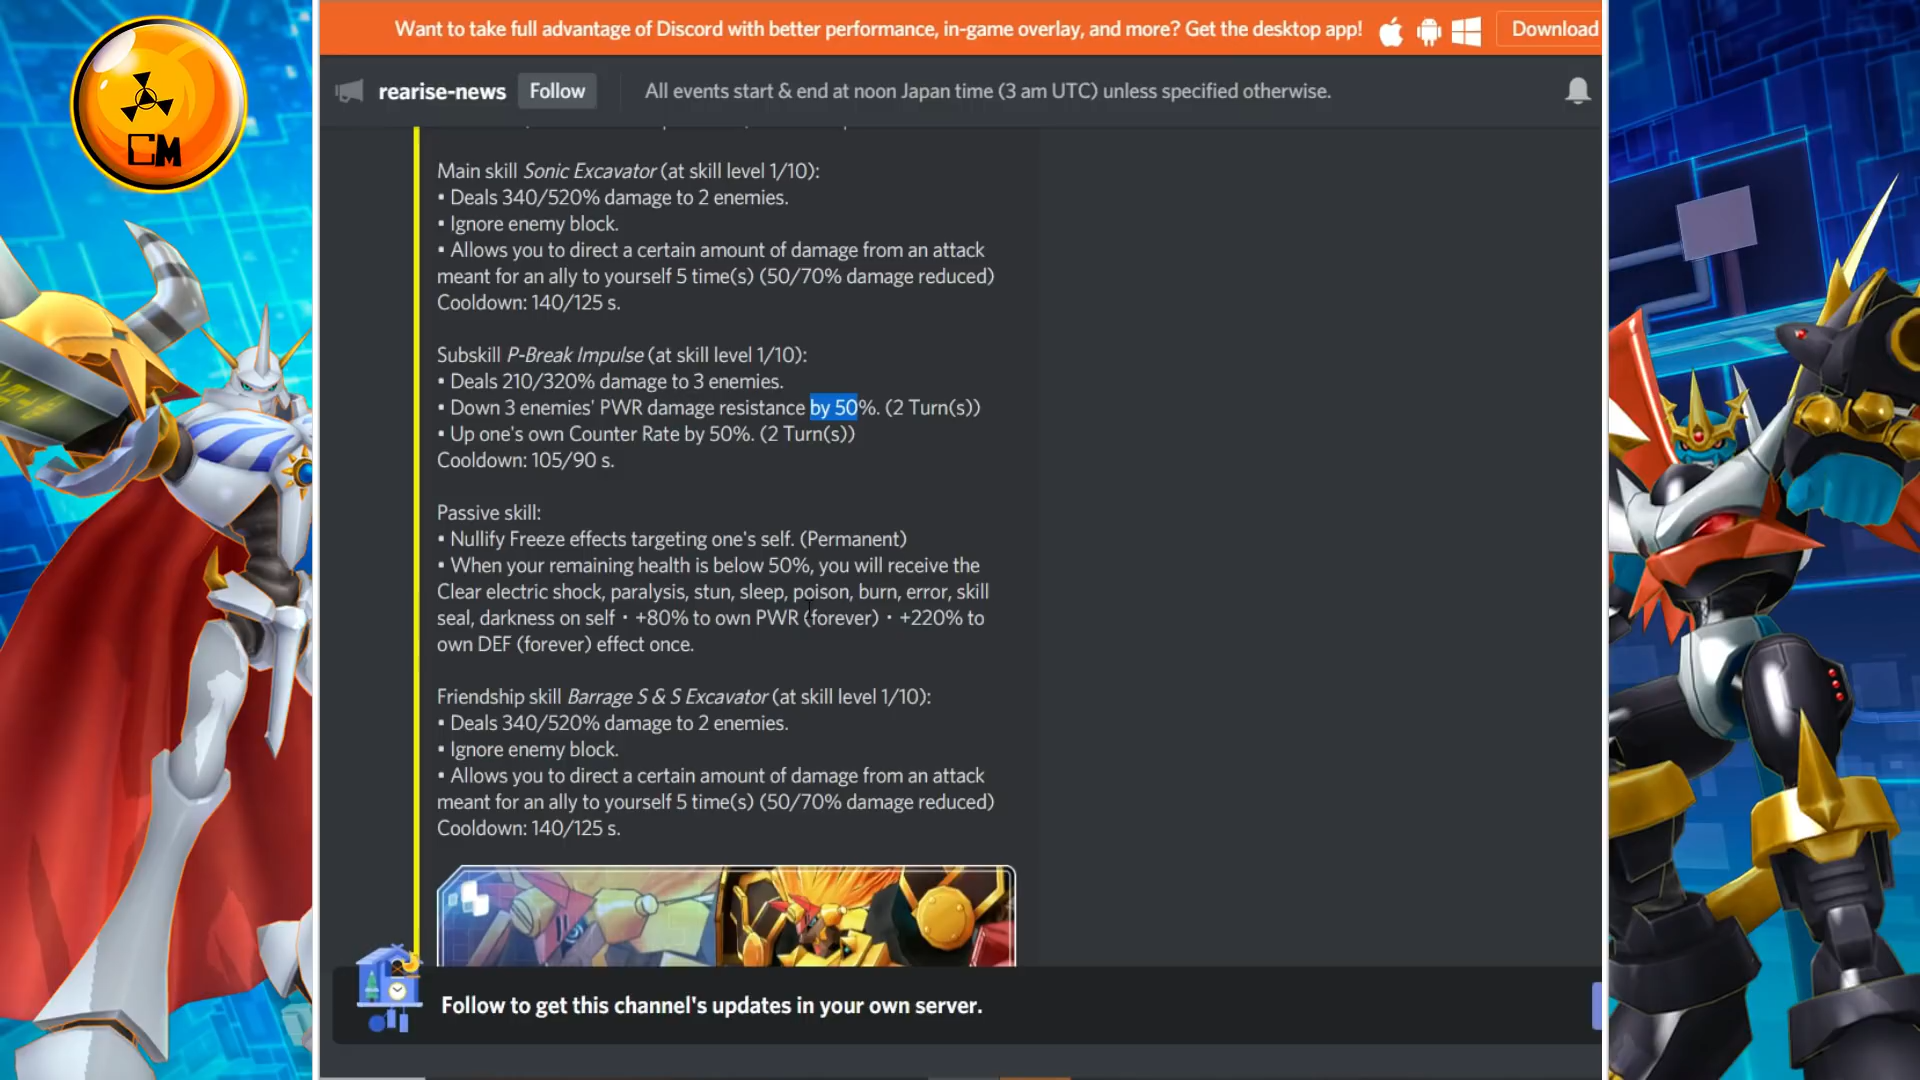 Want to take full advantage of Discord with better performance, in-game overlay, and more? Get the desktop app!
Download
CM
rearise-news
Follow
All events start & end at noon Japan time (3 am UTC) unless specified otherwise.
Main skill Sonic Excavator (at skill level 1/10):
▪ Deals 340/520% damage to 2 enemies.
▪ Ignore enemy block.
▪ Allows you to direct a certain amount of damage from an attack
meant for an ally to yourself 5 time(s) (50/70% damage reduced)
Cooldown: 140/125 s.
Subskill P-Break Impulse (at skill level 1/10):
▪ Deals 210/320% damage to 3 enemies.
▪ Down 3 enemies' PWR damage resistance by 50%. (2 Turn(s))
▪ Up one's own Counter Rate by 50%. (2 Turn(s))
Cooldown: 105/90 s.
Passive skill:
▪ Nullify Freeze effects targeting one's self. (Permanent)
▪ When your remaining health is below 50%, you will receive the
Clear electric shock, paralysis, stun, sleep, poison, burn, error, skill
seal, darkness on self・+80% to own PWR (forever)・+220% to
own DEF (forever) effect once.
Friendship skill Barrage S & S Excavator (at skill level 1/10):
▪ Deals 340/520% damage to 2 enemies.
▪ Ignore enemy block.
▪ Allows you to direct a certain amount of damage from an attack
meant for an ally to yourself 5 time(s) (50/70% damage reduced)
Cooldown: 140/125 s.
Follow to get this channel's updates in your own server.